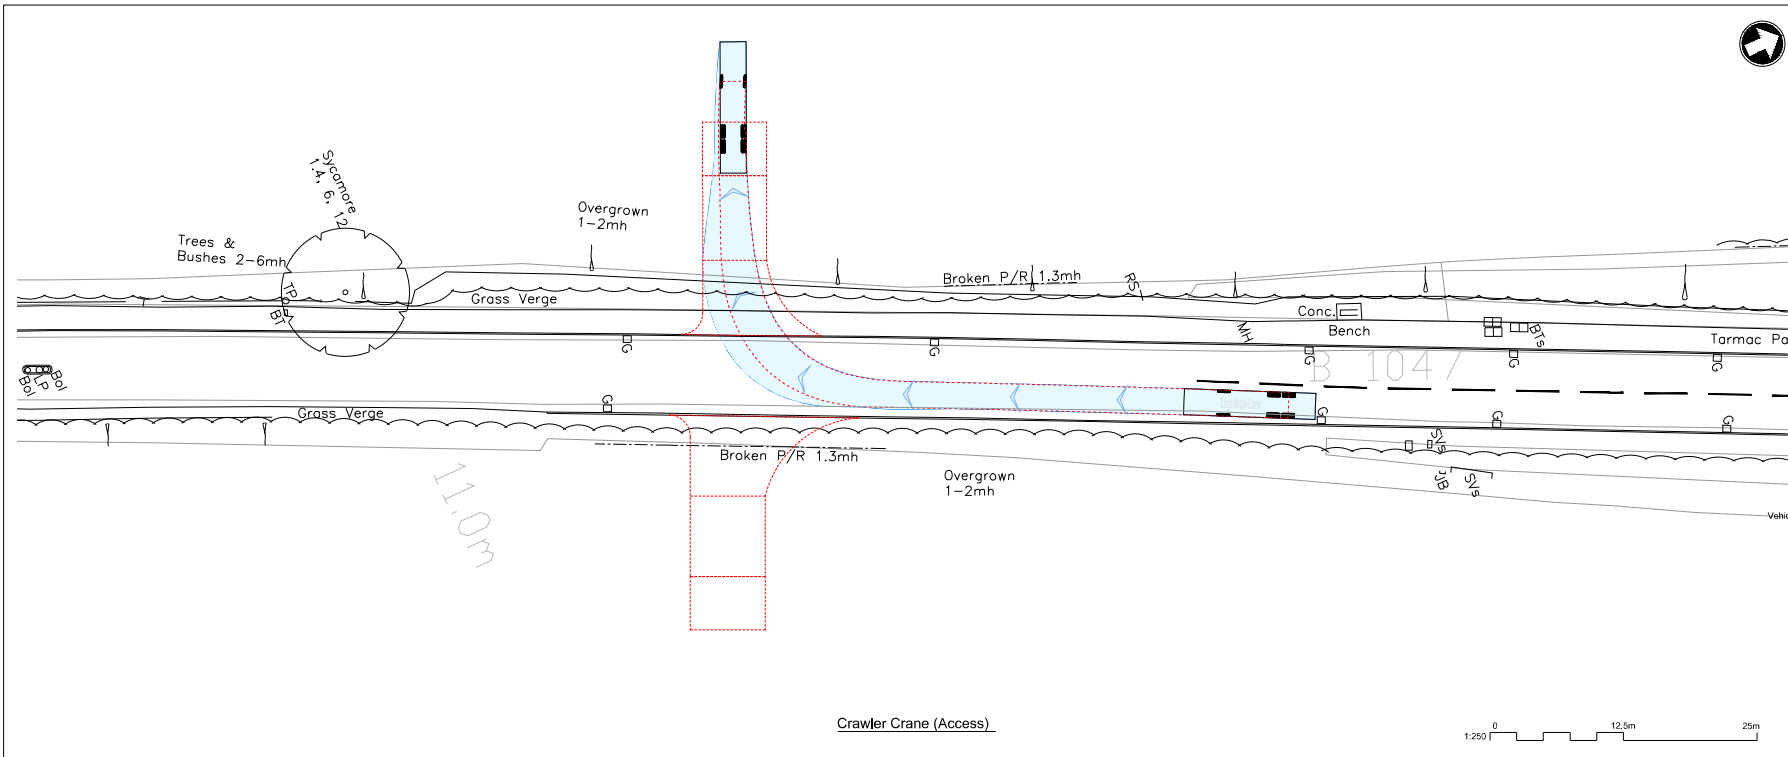 Sycamore
1.4, 6, 12
Overgrown
1-2mh
Trees &
Bushes 2-6mh
Broken P/R 1.3mh
RS
TP
BT
Grass Verge
Conc.
Bench
MH
BTs
Tarmac Pa
G
G
G
G
G
B 1047
Bol
LP
Bol
G
Grass Verge
G
G
G
Broken P/R 1.3mh
SVs
Overgrown
1-2mh
JB
SVs
11.0m
Vehic
Crawler Crane (Access)
0
12.5m
25m
1:250